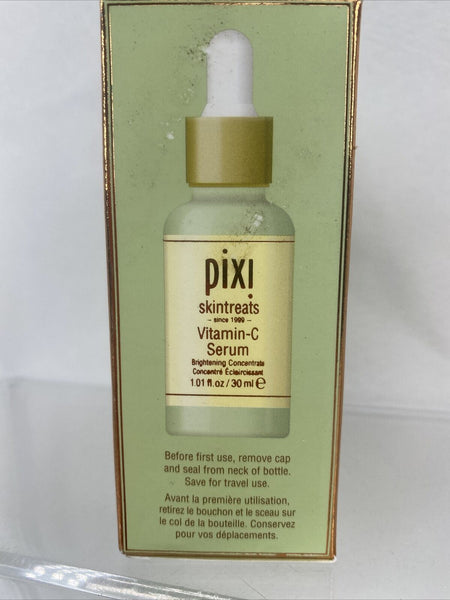 pixi
skintreats
- since 1999 -
Vitamin-C
Serum
Brightening Concentrate
Concentré Éclaircissant
1.01 fl.oz / 30 ml ℮
Before first use, remove cap
and seal from neck of bottle.
Save for travel use.
Avant la première utilisation,
retirez le bouchon et le sceau sur
le col de la bouteille. Conservez
pour vos déplacements.